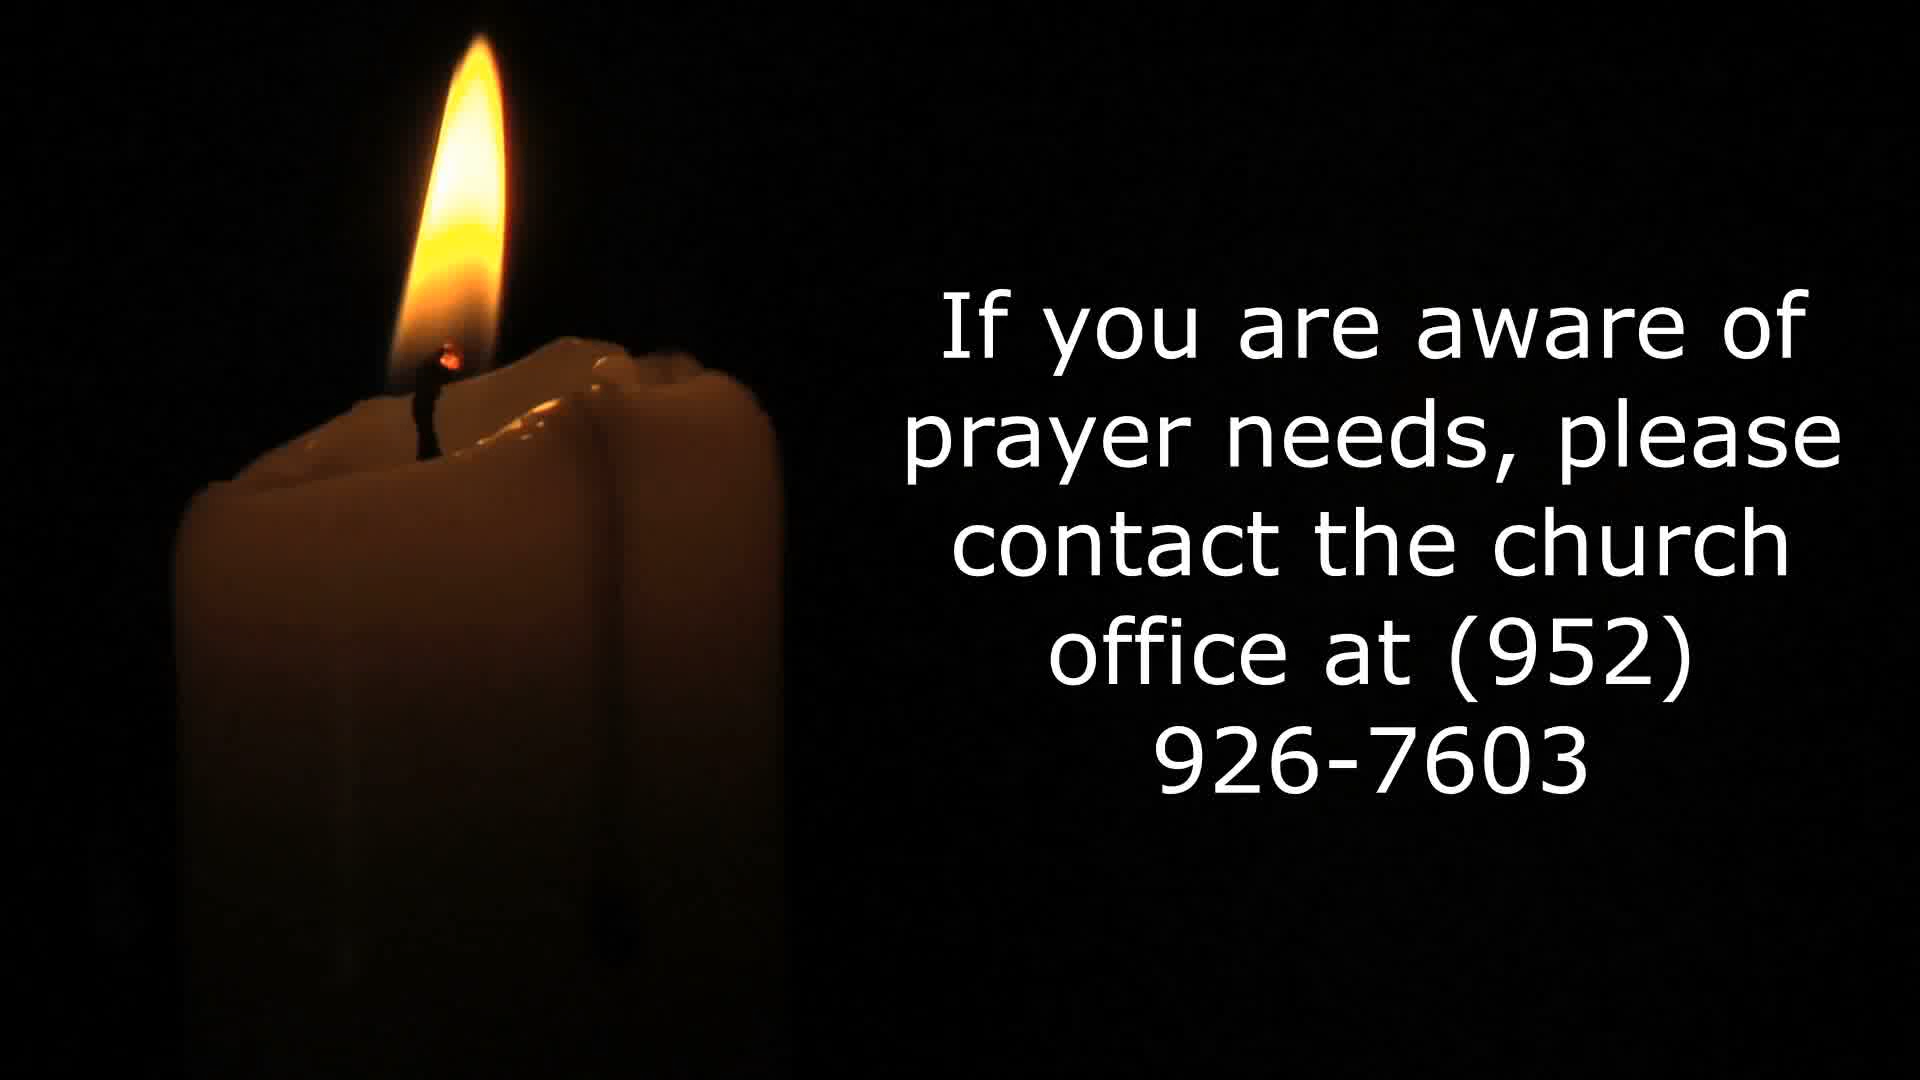 If you are aware of
prayer needs, please
contact the church
office at (952)
926-7603